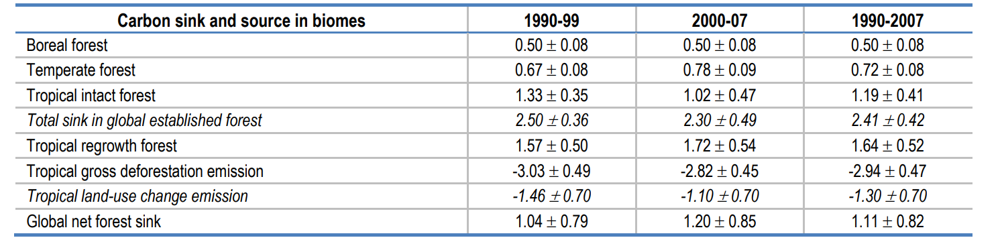 Carbon sink and source in biomes 1990-99 2000-07 1990-2007
Boreal forest 0.50 ± 0.08 0.50 ± 0.08 0.50 ± 0.08
Temperate forest 0.67 ± 0.08 0.78 ± 0.09 0.72 ± 0.08
Tropical intact forest 1.33 ± 0.35 1.02 ± 0.47 1.19 ± 0.41
Total sink in global established forest 2.50 ± 0.36 2.30 ± 0.49 2.41 ± 0.42
Tropical regrowth forest 1.57 ± 0.50 1.72 ± 0.54 1.64 ± 0.52
Tropical gross deforestation emission -3.03 ± 0.49 -2.82 ± 0.45 -2.94 ± 0.47
Tropical land-use change emission -1.46 ± 0.70 -1.10 ± 0.70 -1.30 ± 0.70
Global net forest sink 1.04 ± 0.79 1.20 ± 0.85 1.11 ± 0.82